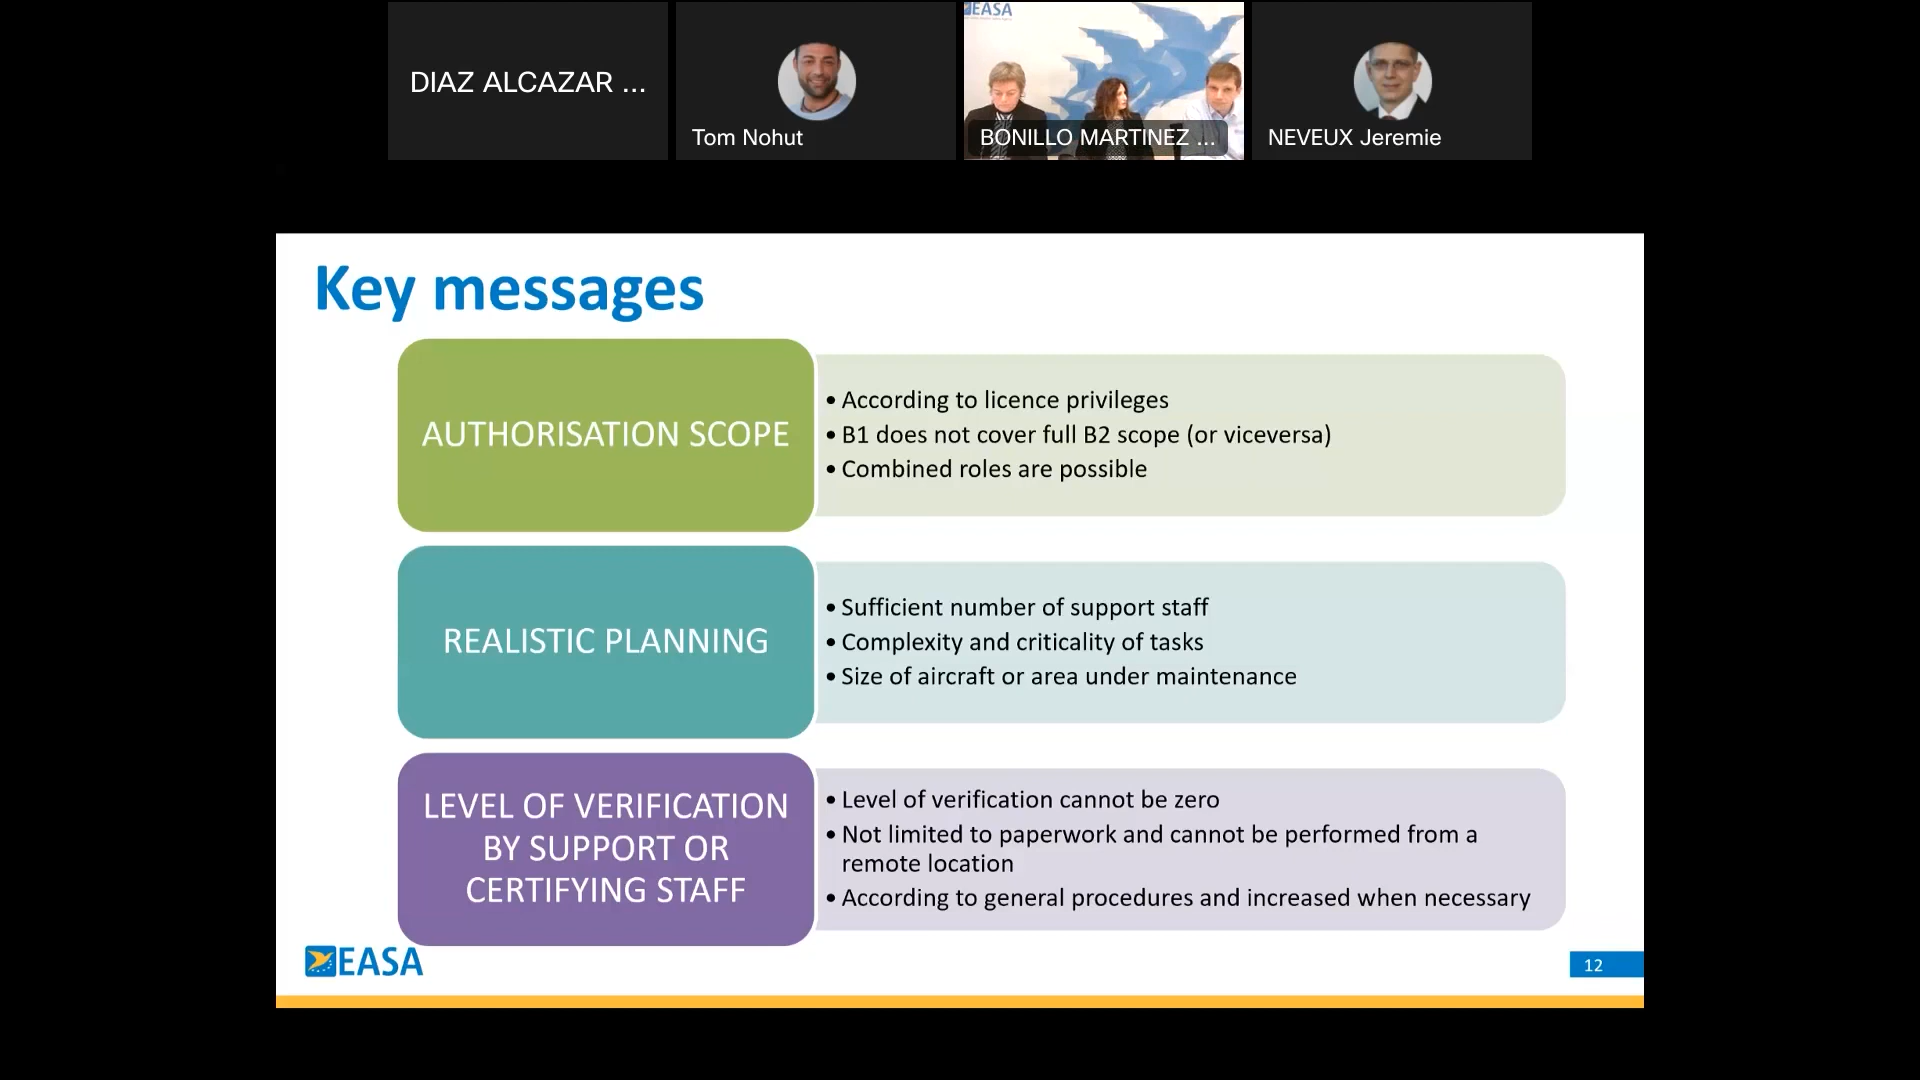 DIAZ ALCAZAR ...
Tom Nohut
EASA
BONILLO MARTINEZ ...
NEVEUX Jeremie
Key messages
AUTHORISATION SCOPE
• According to licence privileges
• B1 does not cover full B2 scope (or viceversa)
• Combined roles are possible
REALISTIC PLANNING
• Sufficient number of support staff
• Complexity and criticality of tasks
• Size of aircraft or area under maintenance
LEVEL OF VERIFICATION
BY SUPPORT OR
CERTIFYING STAFF
• Level of verification cannot be zero
• Not limited to paperwork and cannot be performed from a
remote location
• According to general procedures and increased when necessary
EASA
12